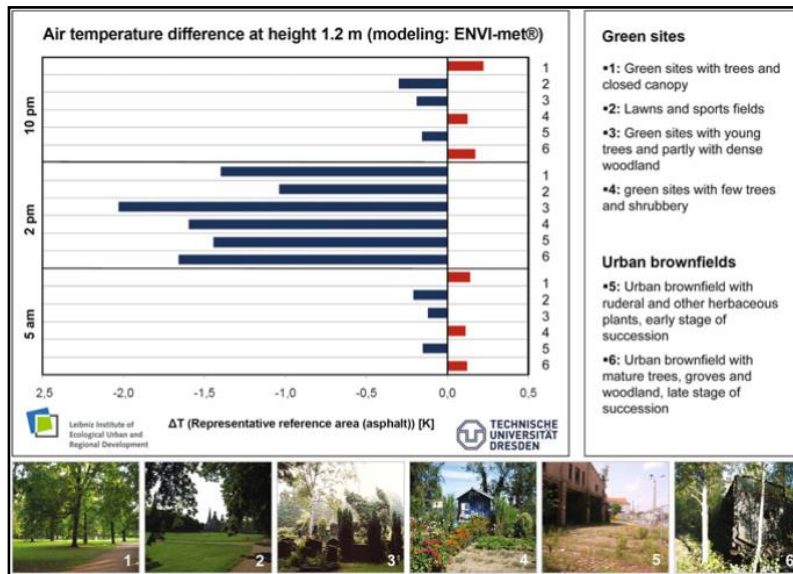 Air temperature difference at height 1.2 m (modeling: ENVI-met®)
10 pm
1
2
3
4
5
6
2 pm
1
2
3
4
5
6
5 am
1
2
3
4
5
6
2,5
-2,0
-1,5
-1,0
-0,5
0,0
0,5
ΔT (Representative reference area (asphalt)) [K]
Leibniz Institute of
Ecological Urban and
Regional Development
TECHNISCHE
UNIVERSITÄT
DRESDEN
Green sites
▪1: Green sites with trees and
closed canopy
▪2: Lawns and sports fields
▪3: Green sites with young
trees and partly with dense
woodland
▪4: green sites with few trees
and shrubbery
Urban brownfields
▪5: Urban brownfield with
ruderal and other herbaceous
plants, early stage of
succession
▪6: Urban brownfield with
mature trees, groves and
woodland, late stage of
succession
1
2
3
4
5
6